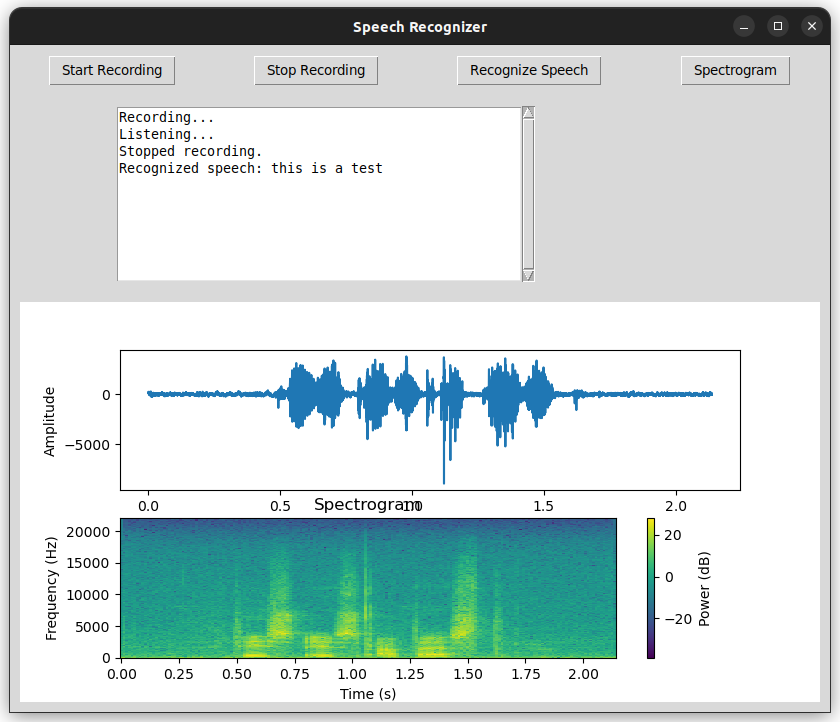 Speech Recognizer
Start Recording Stop Recording Recognize Speech Spectrogram
Recording...
Listening...
Stopped recording.
Recognized speech: this is a test
Amplitude
0
−5000
0.0 0.5 1.0 1.5 2.0
Spectrogram
Frequency (Hz)
20000
15000
10000
5000
0
0.00 0.25 0.50 0.75 1.00 1.25 1.50 1.75 2.00
Time (s)
20
0
−20
Power (dB)